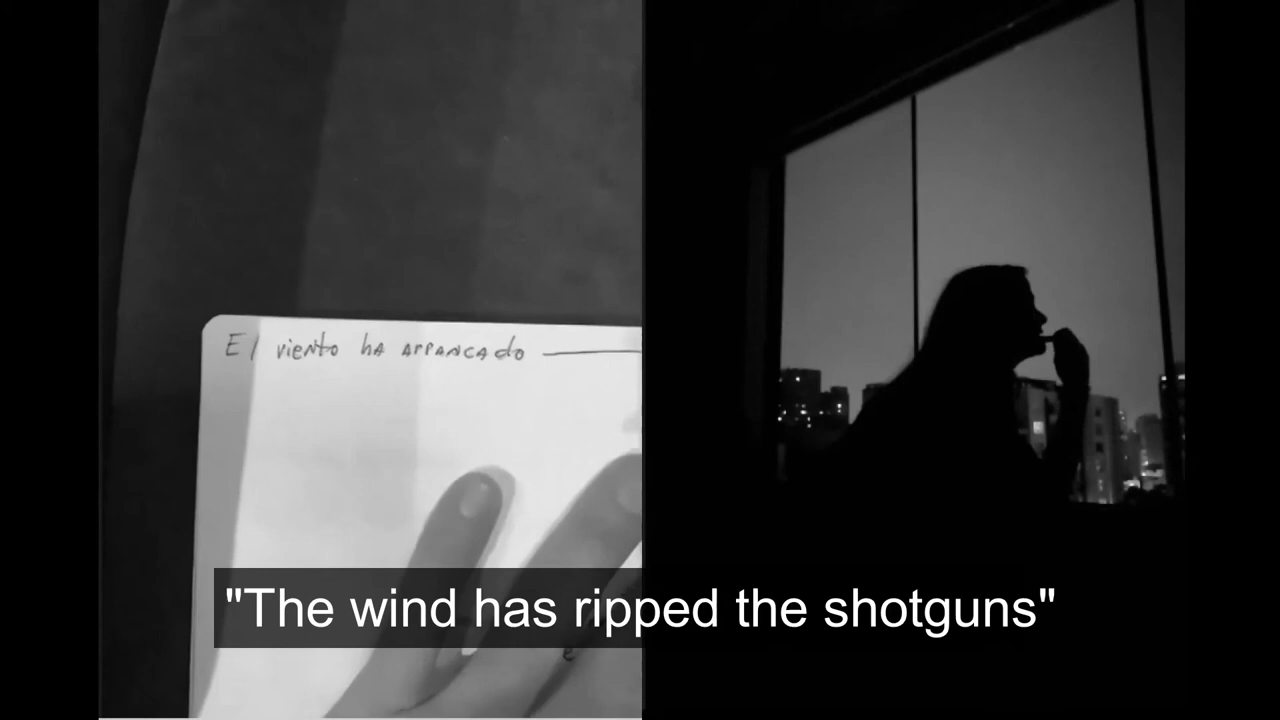 El viento ha arrancado
"The wind has ripped the shotguns"